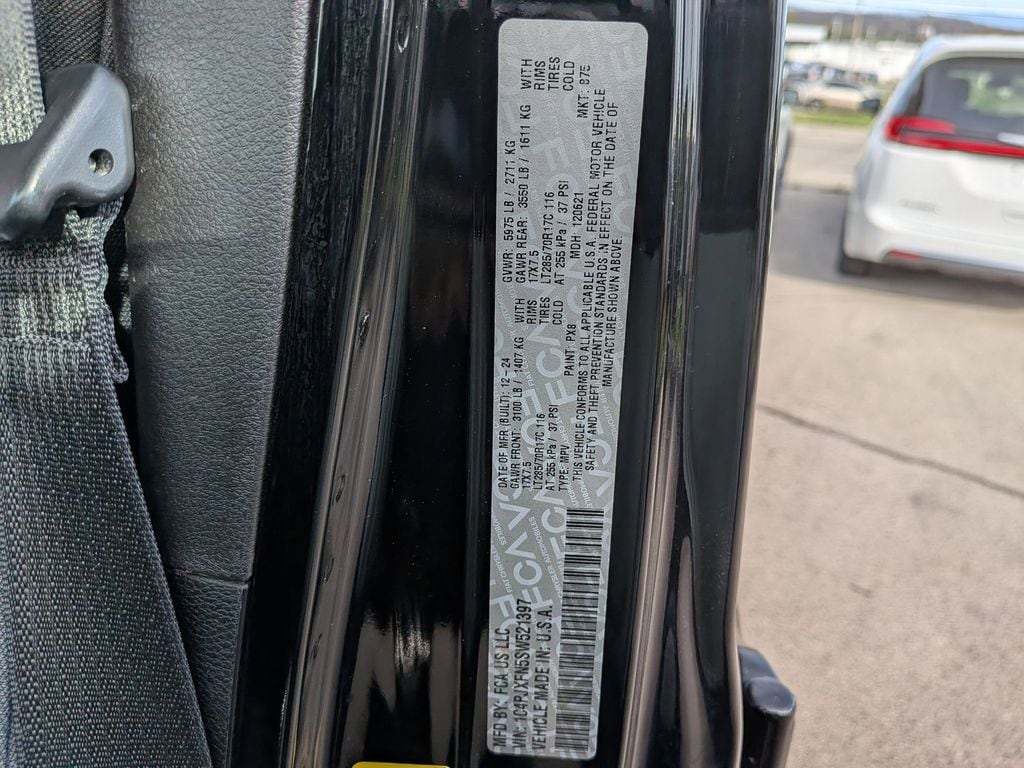 MFD BY: FCA US LLC
VIN: 1C4PJXFN5SW521397
VEHICLE MADE IN: U.S.A.
DATE OF MFR (BUILT): 12-24
GAWR FRONT: 3100 LB / 1407 KG WITH
17X7.5 RIMS
LT285/70R17C 116 TIRES
AT 255 kPa / 37 PSI COLD
TYPE: MPV PAINT: PX8
GVWR: 5975 LB / 2711 KG
GAWR REAR: 3550 LB / 1611 KG WITH
17X7.5 RIMS
LT285/70R17C 116 TIRES
AT 255 kPa / 37 PSI COLD
MDH: 120621 MKT: 875
THIS VEHICLE CONFORMS TO ALL APPLICABLE U.S.A. FEDERAL MOTOR VEHICLE
SAFETY AND THEFT PREVENTION STANDARDS IN EFFECT ON THE DATE OF
MANUFACTURE SHOWN ABOVE.
FCA
FIAT CHRYSLER AUTOMOBILES